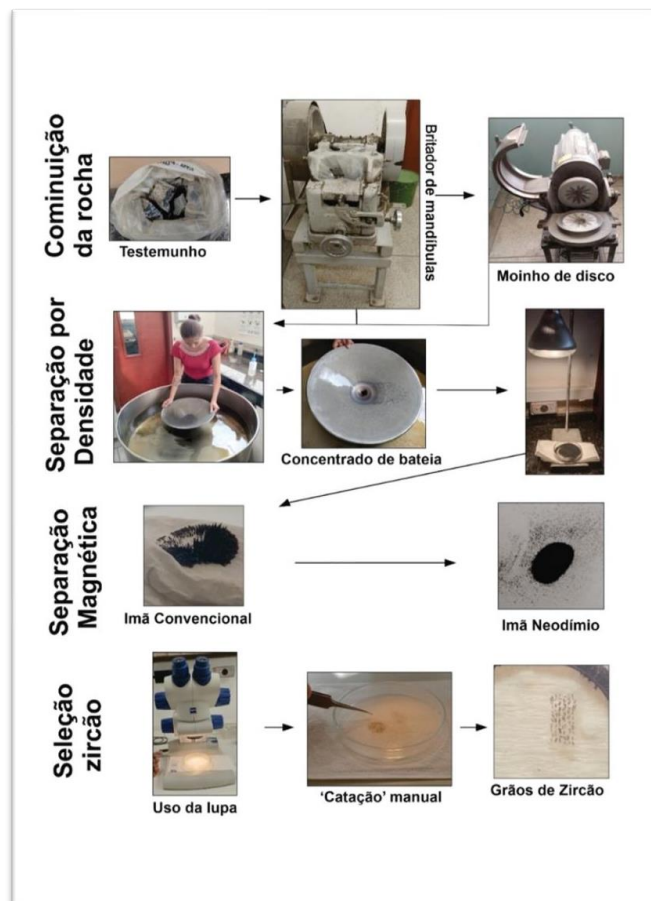 Cominuição
da rocha
Testemunho
Britador de
mandíbulas
Moinho de disco
Separação por
Densidade
Concentrado de bateia
Separação
Magnética
Imã Convencional
Imã Neodímio
Seleção
zircão
Uso da lupa
'Catação' manual
Grãos de Zircão